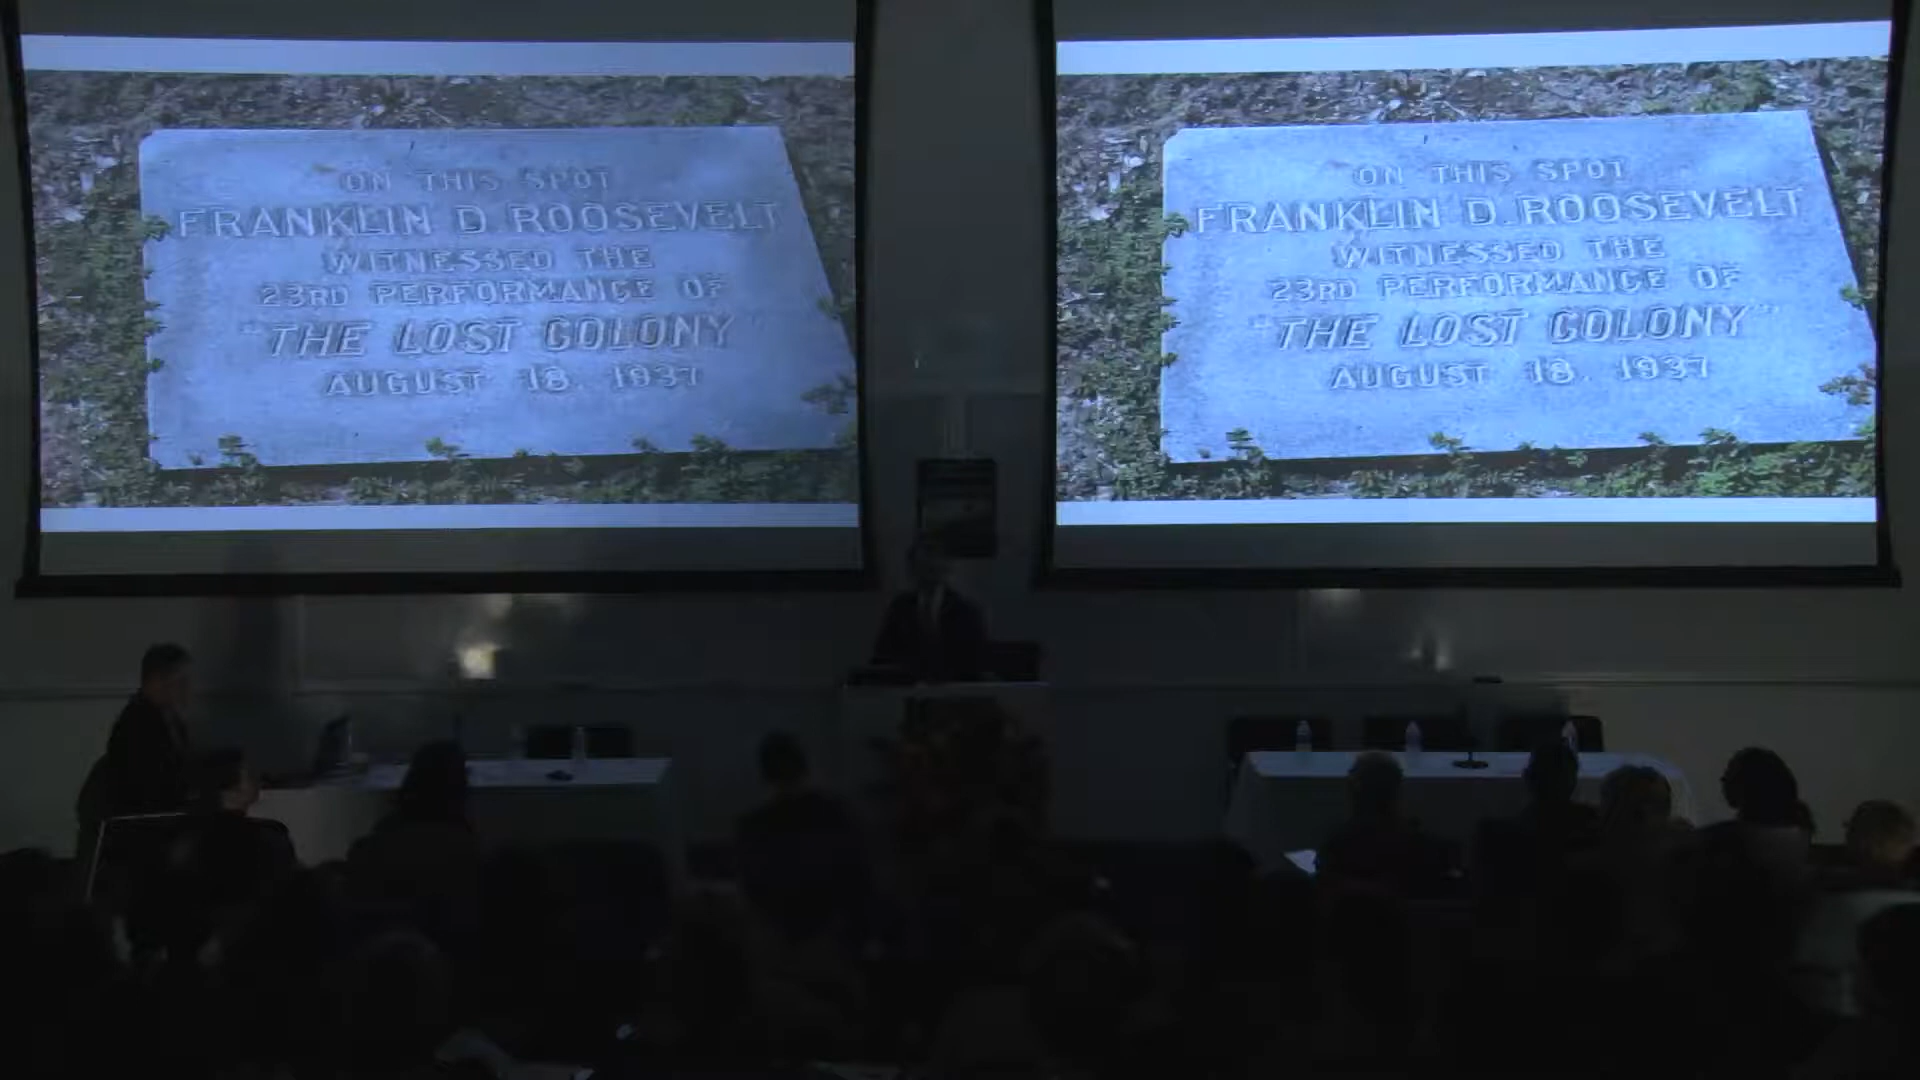 ON THIS SPOT
FRANKLIN D. ROOSEVELT
WITNESSED THE
23RD PERFORMANCE OF
"THE LOST COLONY"
AUGUST 18, 1937
ON THIS SPOT
FRANKLIN D. ROOSEVELT
WITNESSED THE
23RD PERFORMANCE OF
"THE LOST COLONY"
AUGUST 18, 1937